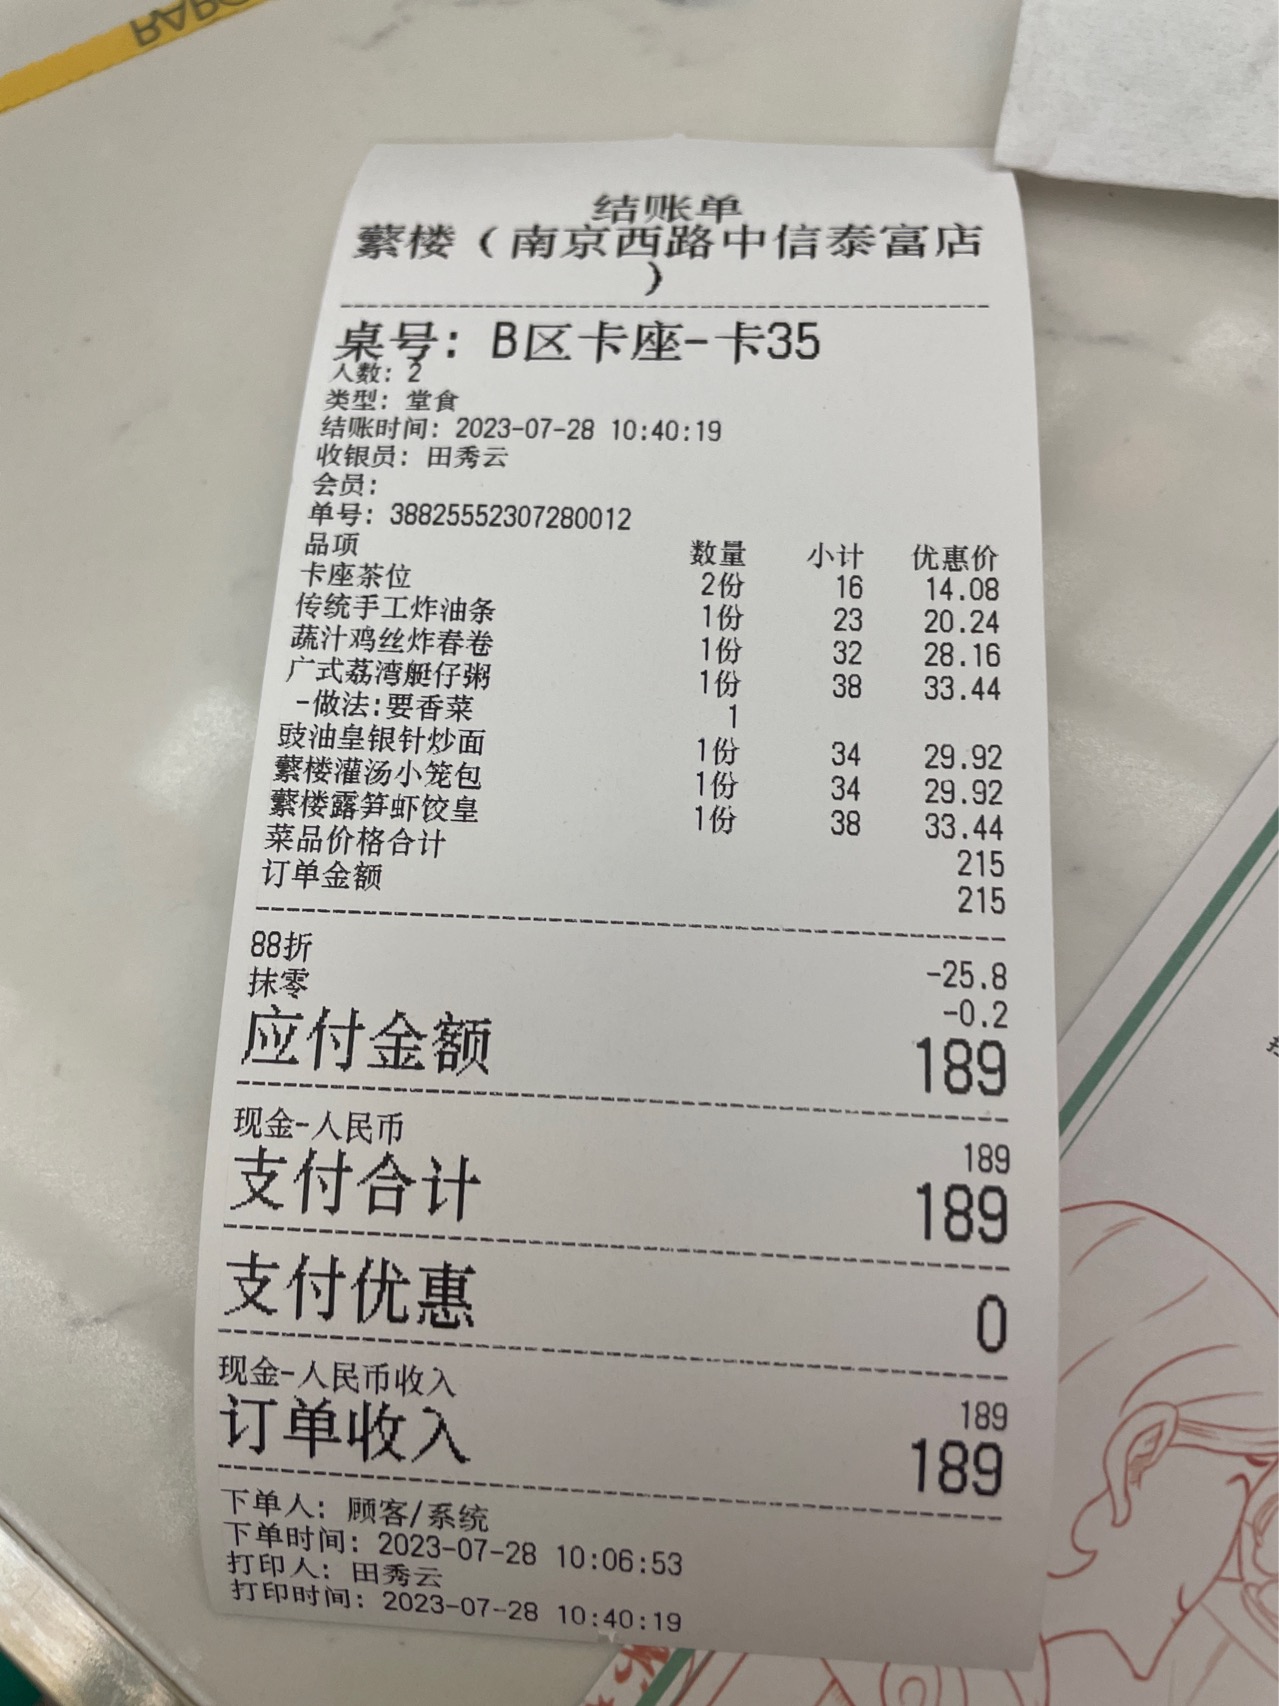 结账单
蘩楼（南京西路中信泰富店
）
桌号: B区卡座-卡35
人数: 2
类型: 堂食
结账时间: 2023-07-28 10:40:19
收银员: 田秀云
会员:
单号: 38825552307280012
品项 数量 小计 优惠价
卡座茶位 2份 16 14.08
传统手工炸油条 1份 23 20.24
蔬汁鸡丝炸春卷 1份 32 28.16
广式荔湾艇仔粥 1份 38 33.44
-做法:要香菜 1
豉油皇银针炒面 1份 34 29.92
蘩楼灌汤小笼包 1份 34 29.92
蘩楼露笋虾饺皇 1份 38 33.44
菜品价格合计 215
订单金额 215
88折 -25.8
抹零 -0.2
应付金额 189
现金-人民币 189
支付合计 189
支付优惠 0
现金-人民币收入 189
订单收入 189
下单人: 顾客/系统
下单时间: 2023-07-28 10:06:53
打印人: 田秀云
打印时间: 2023-07-28 10:40:19